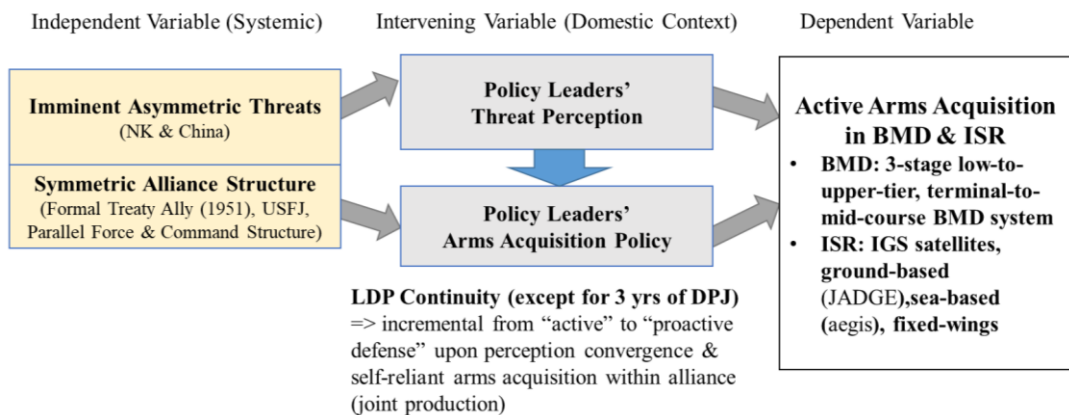 Independent Variable (Systemic)
Intervening Variable (Domestic Context)
Dependent Variable
Imminent Asymmetric Threats
(NK & China)
Symmetric Alliance Structure
(Formal Treaty Ally (1951), USFJ,
Parallel Force & Command Structure)
Policy Leaders'
Threat Perception
Policy Leaders'
Arms Acquisition Policy
LDP Continuity (except for 3 yrs of DPJ)
=> incremental from “active” to “proactive
defense” upon perception convergence &
self-reliant arms acquisition within alliance
(joint production)
Active Arms Acquisition
in BMD & ISR
• BMD: 3-stage low-to-
upper-tier, terminal-to-
mid-course BMD system
• ISR: IGS satellites,
ground-based
(JADGE),sea-based
(aegis), fixed-wings